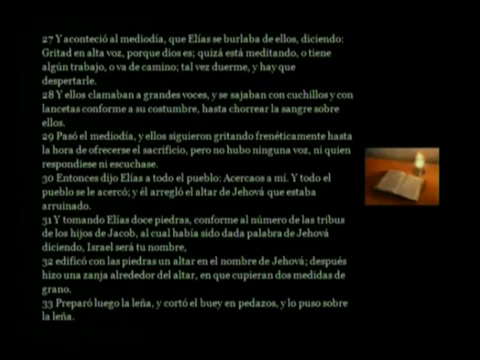 27 Y aconteció al mediodía, que Elías se burlaba de ellos, diciendo:
Gritad en alta voz, porque dios es; quizá está meditando, o tiene
algún trabajo, o va de camino; tal vez duerme, y hay que
despertarle.
28 Y ellos clamaban a grandes voces, y se sajaban con cuchillos y con
lancetas conforme a su costumbre, hasta chorrear la sangre sobre
ellos.
29 Pasó el mediodía, y ellos siguieron gritando frenéticamente hasta
la hora de ofrecerse el sacrificio, pero no hubo ninguna voz, ni quien
respondiese ni escuchase.
30 Entonces dijo Elías a todo el pueblo: Acercaos a mí. Y todo el
pueblo se le acercó; y él arregló el altar de Jehová que estaba
arruinado.
31 Y tomando Elías doce piedras, conforme al número de las tribus
de los hijos de Jacob, al cual había sido dada palabra de Jehová
diciendo, Israel será tu nombre,
32 edificó con las piedras un altar en el nombre de Jehová; después
hizo una zanja alrededor del altar, en que cupieran dos medidas de
grano.
33 Preparó luego la leña, y cortó el buey en pedazos, y lo puso sobre
la leña.